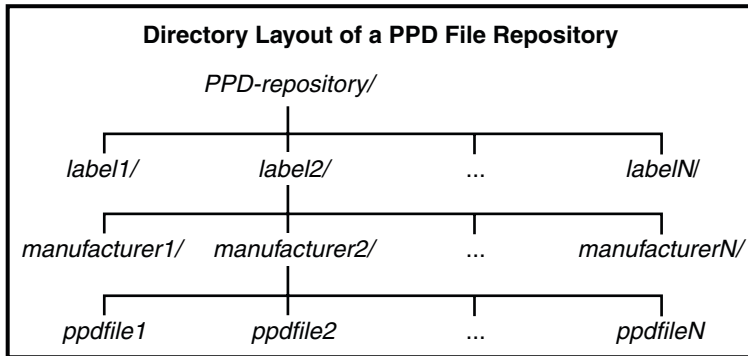 Directory Layout of a PPD File Repository
PPD-repository/
label1/ label2/ ... labelN/
manufacturer1/ manufacturer2/ ... manufacturerN/
ppdfile1 ppdfile2 ... ppdfileN